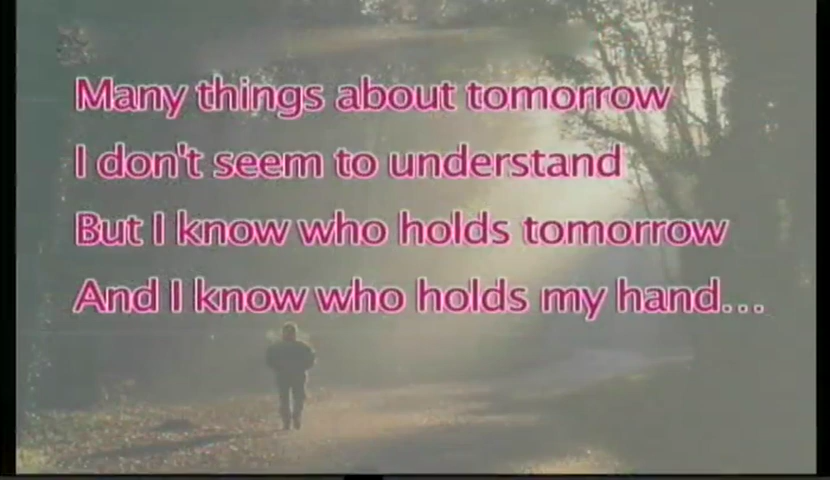 Many things about tomorrow
I don't seem to understand
But I know who holds tomorrow
And I know who holds my hand...